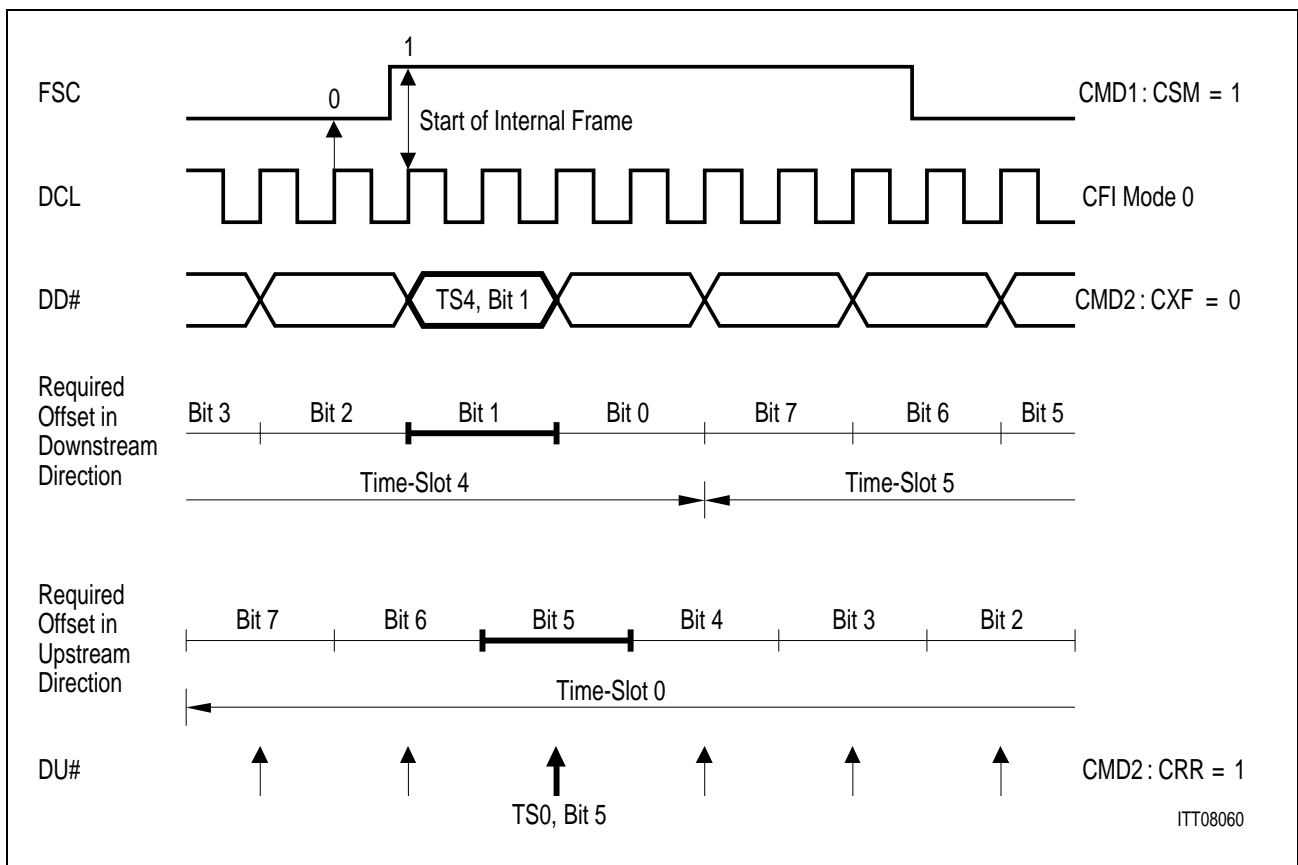 1
FSC
0
CMD1 : CSM = 1
Start of Internal Frame
DCL
CFI Mode 0
DD#
TS4, Bit 1
CMD2 : CXF = 0
Required
Offset in
Downstream
Direction
Bit 3
Bit 2
Bit 1
Bit 0
Bit 7
Bit 6
Bit 5
Time-Slot 4
Time-Slot 5
Required
Offset in
Upstream
Direction
Bit 7
Bit 6
Bit 5
Bit 4
Bit 3
Bit 2
Time-Slot 0
DU#
CMD2 : CRR = 1
TS0, Bit 5
ITT08060